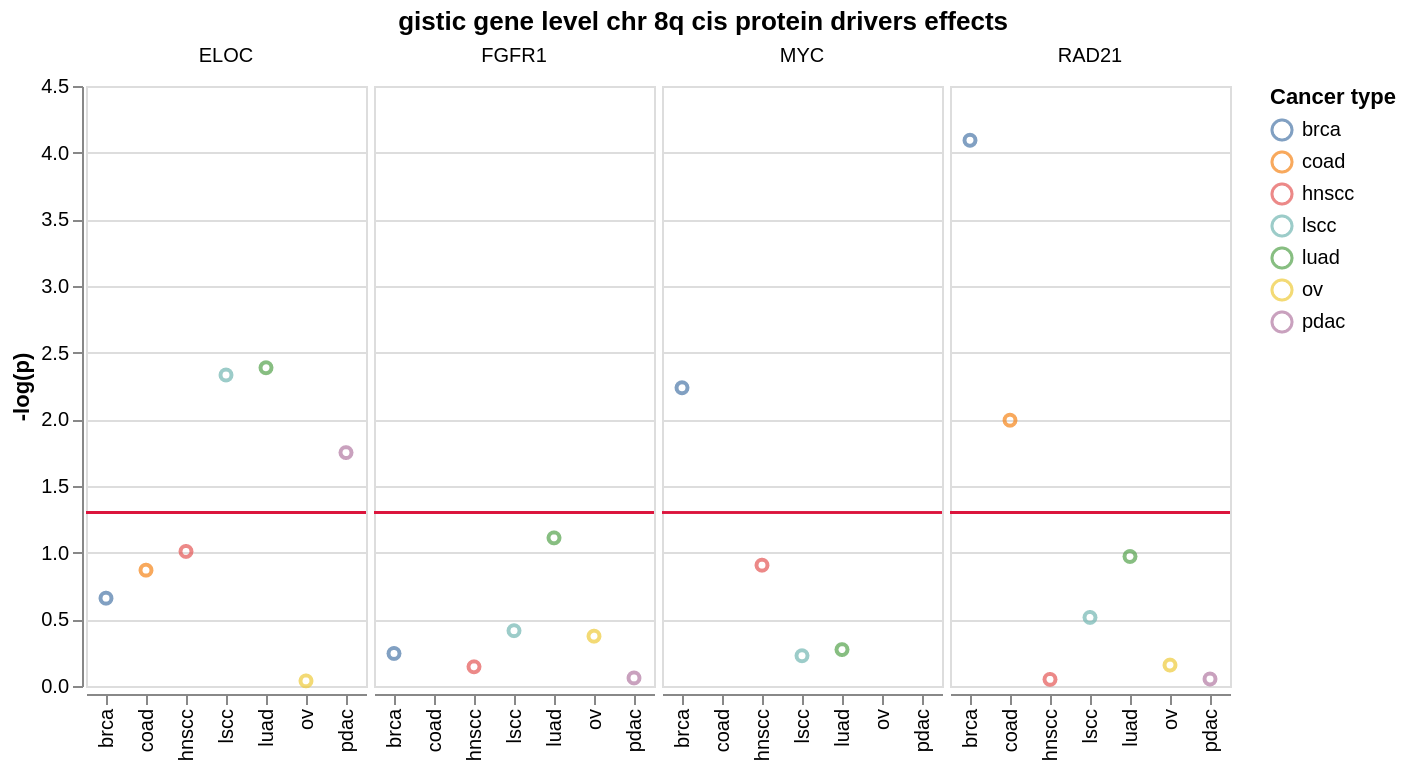 gistic gene level chr 8q cis protein drivers effects
ELOC FGFR1 MYC RAD21
4.5
4.0
3.5
3.0
2.5
2.0
1.5
1.0
0.5
0.0
-log(p)
brca coad hnscc lscc luad ov pdac brca coad hnscc lscc luad ov pdac brca coad hnscc lscc luad ov pdac brca coad hnscc lscc luad ov pdac
Cancer type
brca
coad
hnscc
lscc
luad
ov
pdac